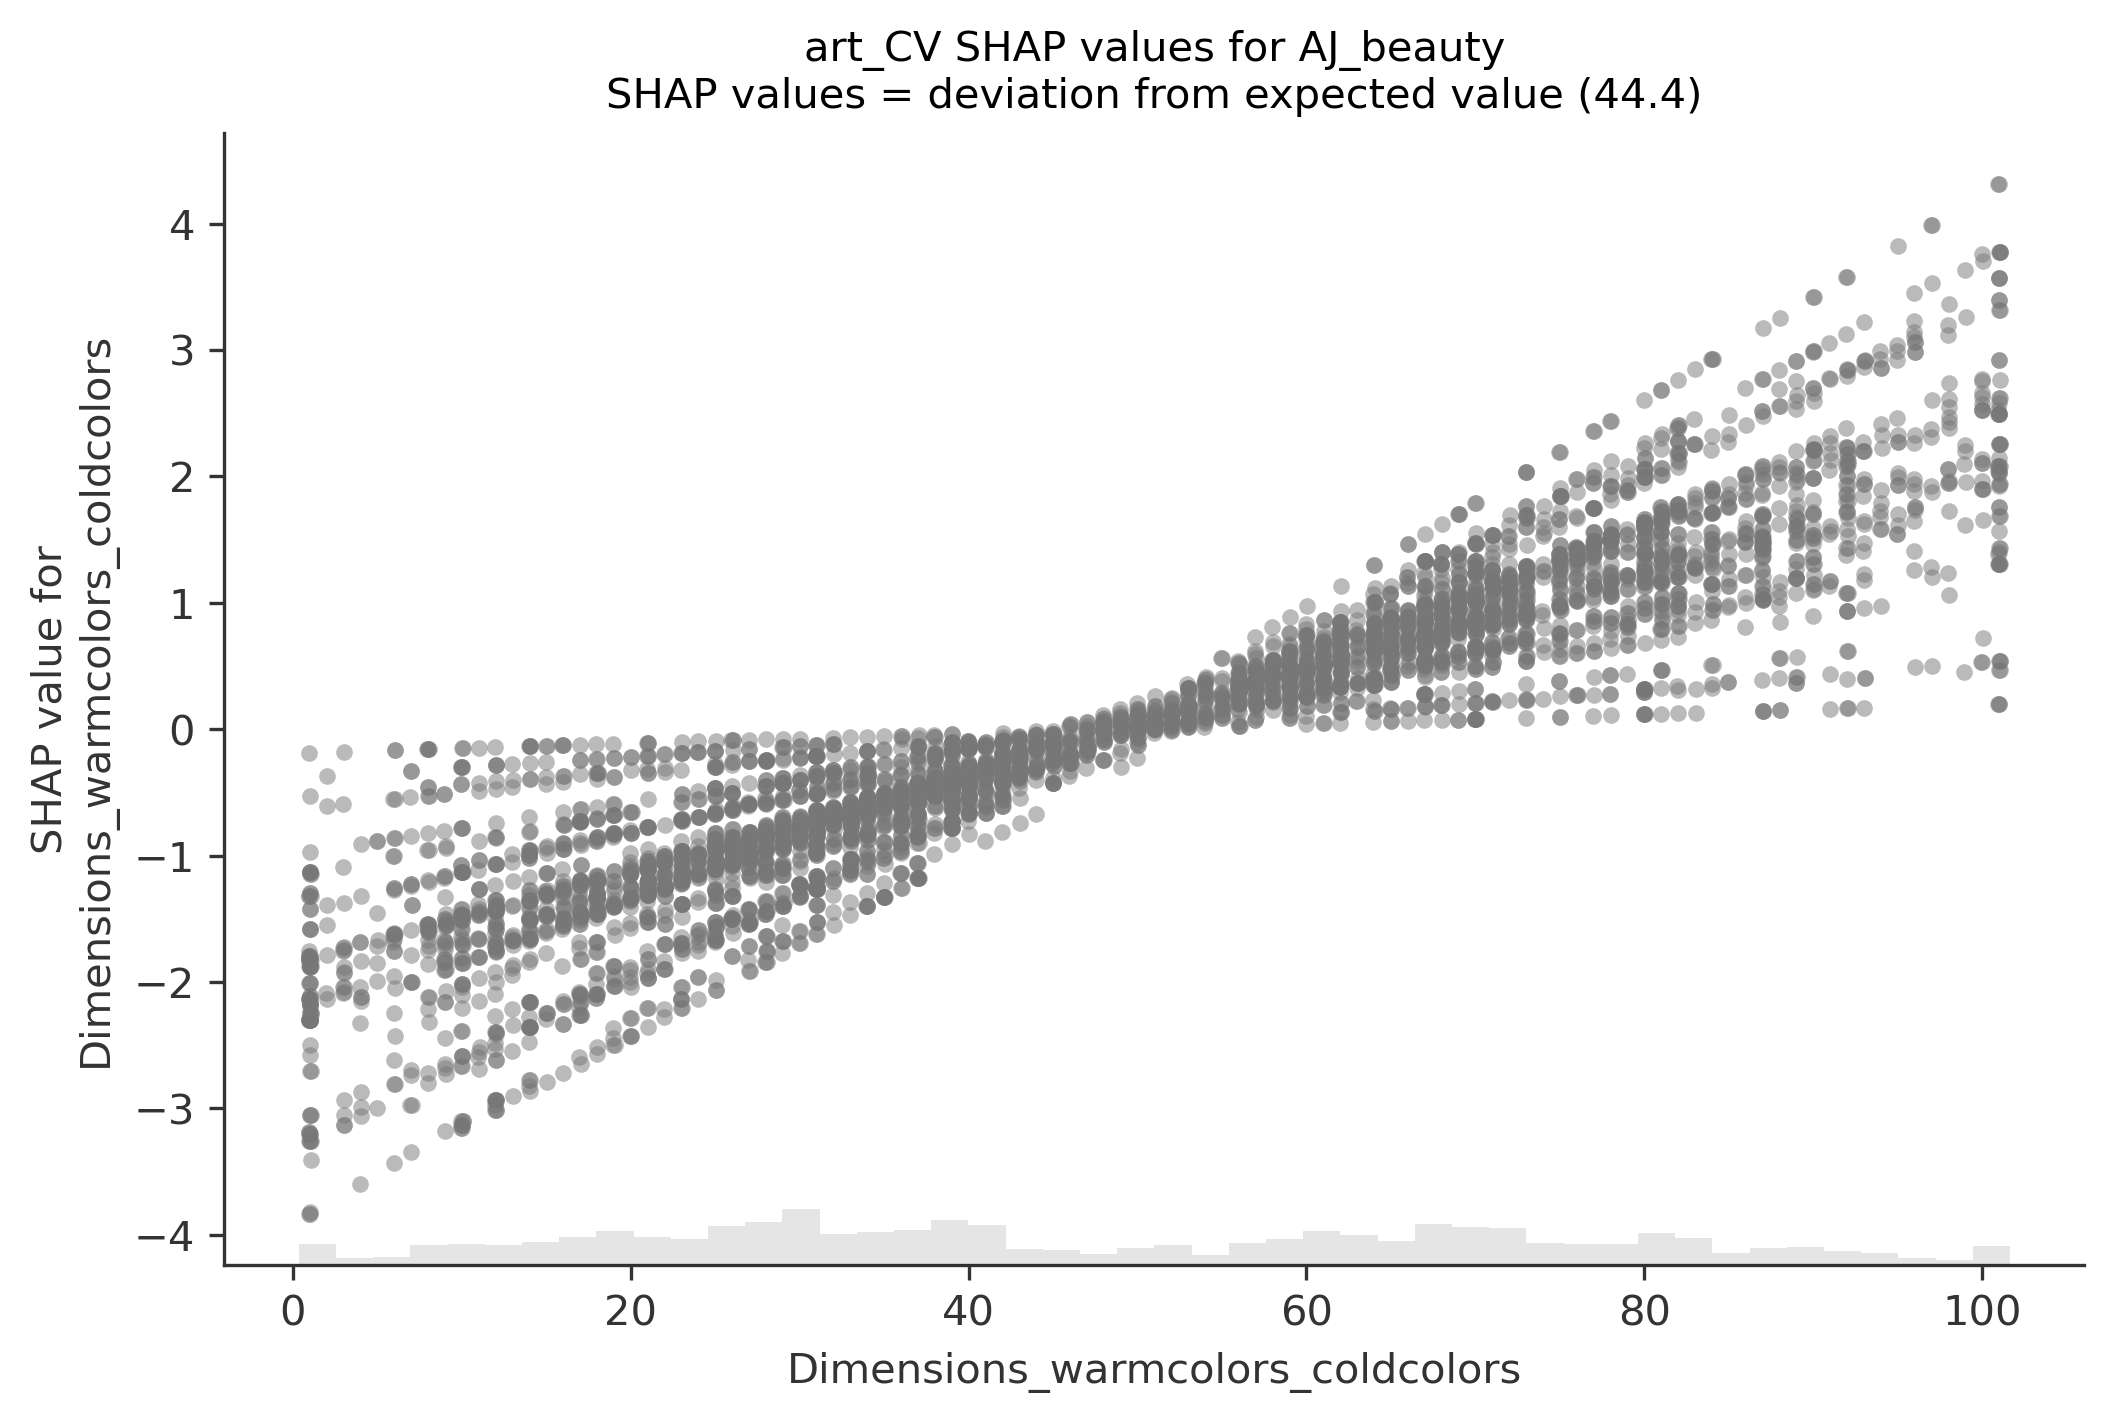 art_CV SHAP values for AJ_beauty
SHAP values = deviation from expected value (44.4)
SHAP value for
Dimensions_warmcolors_coldcolors
4
3
2
1
0
−1
−2
−3
−4
0 20 40 60 80 100
Dimensions_warmcolors_coldcolors